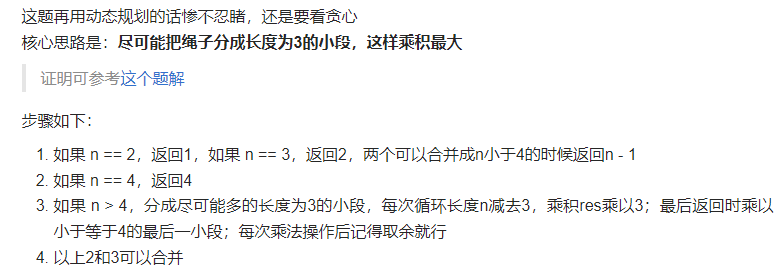 这题再用动态规划的话惨不忍睹，还是要看贪心
核心思路是：尽可能把绳子分成长度为3的小段，这样乘积最大
证明可参考这个题解
步骤如下：
1. 如果 n == 2，返回1，如果 n == 3，返回2，两个可以合并成n小于4的时候返回n - 1
2. 如果 n == 4，返回4
3. 如果 n > 4，分成尽可能多的长度为3的小段，每次循环长度n减去3，乘积res乘以3；最后返回时乘以
小于等于4的最后一小段；每次乘法操作后记得取余就行
4. 以上2和3可以合并